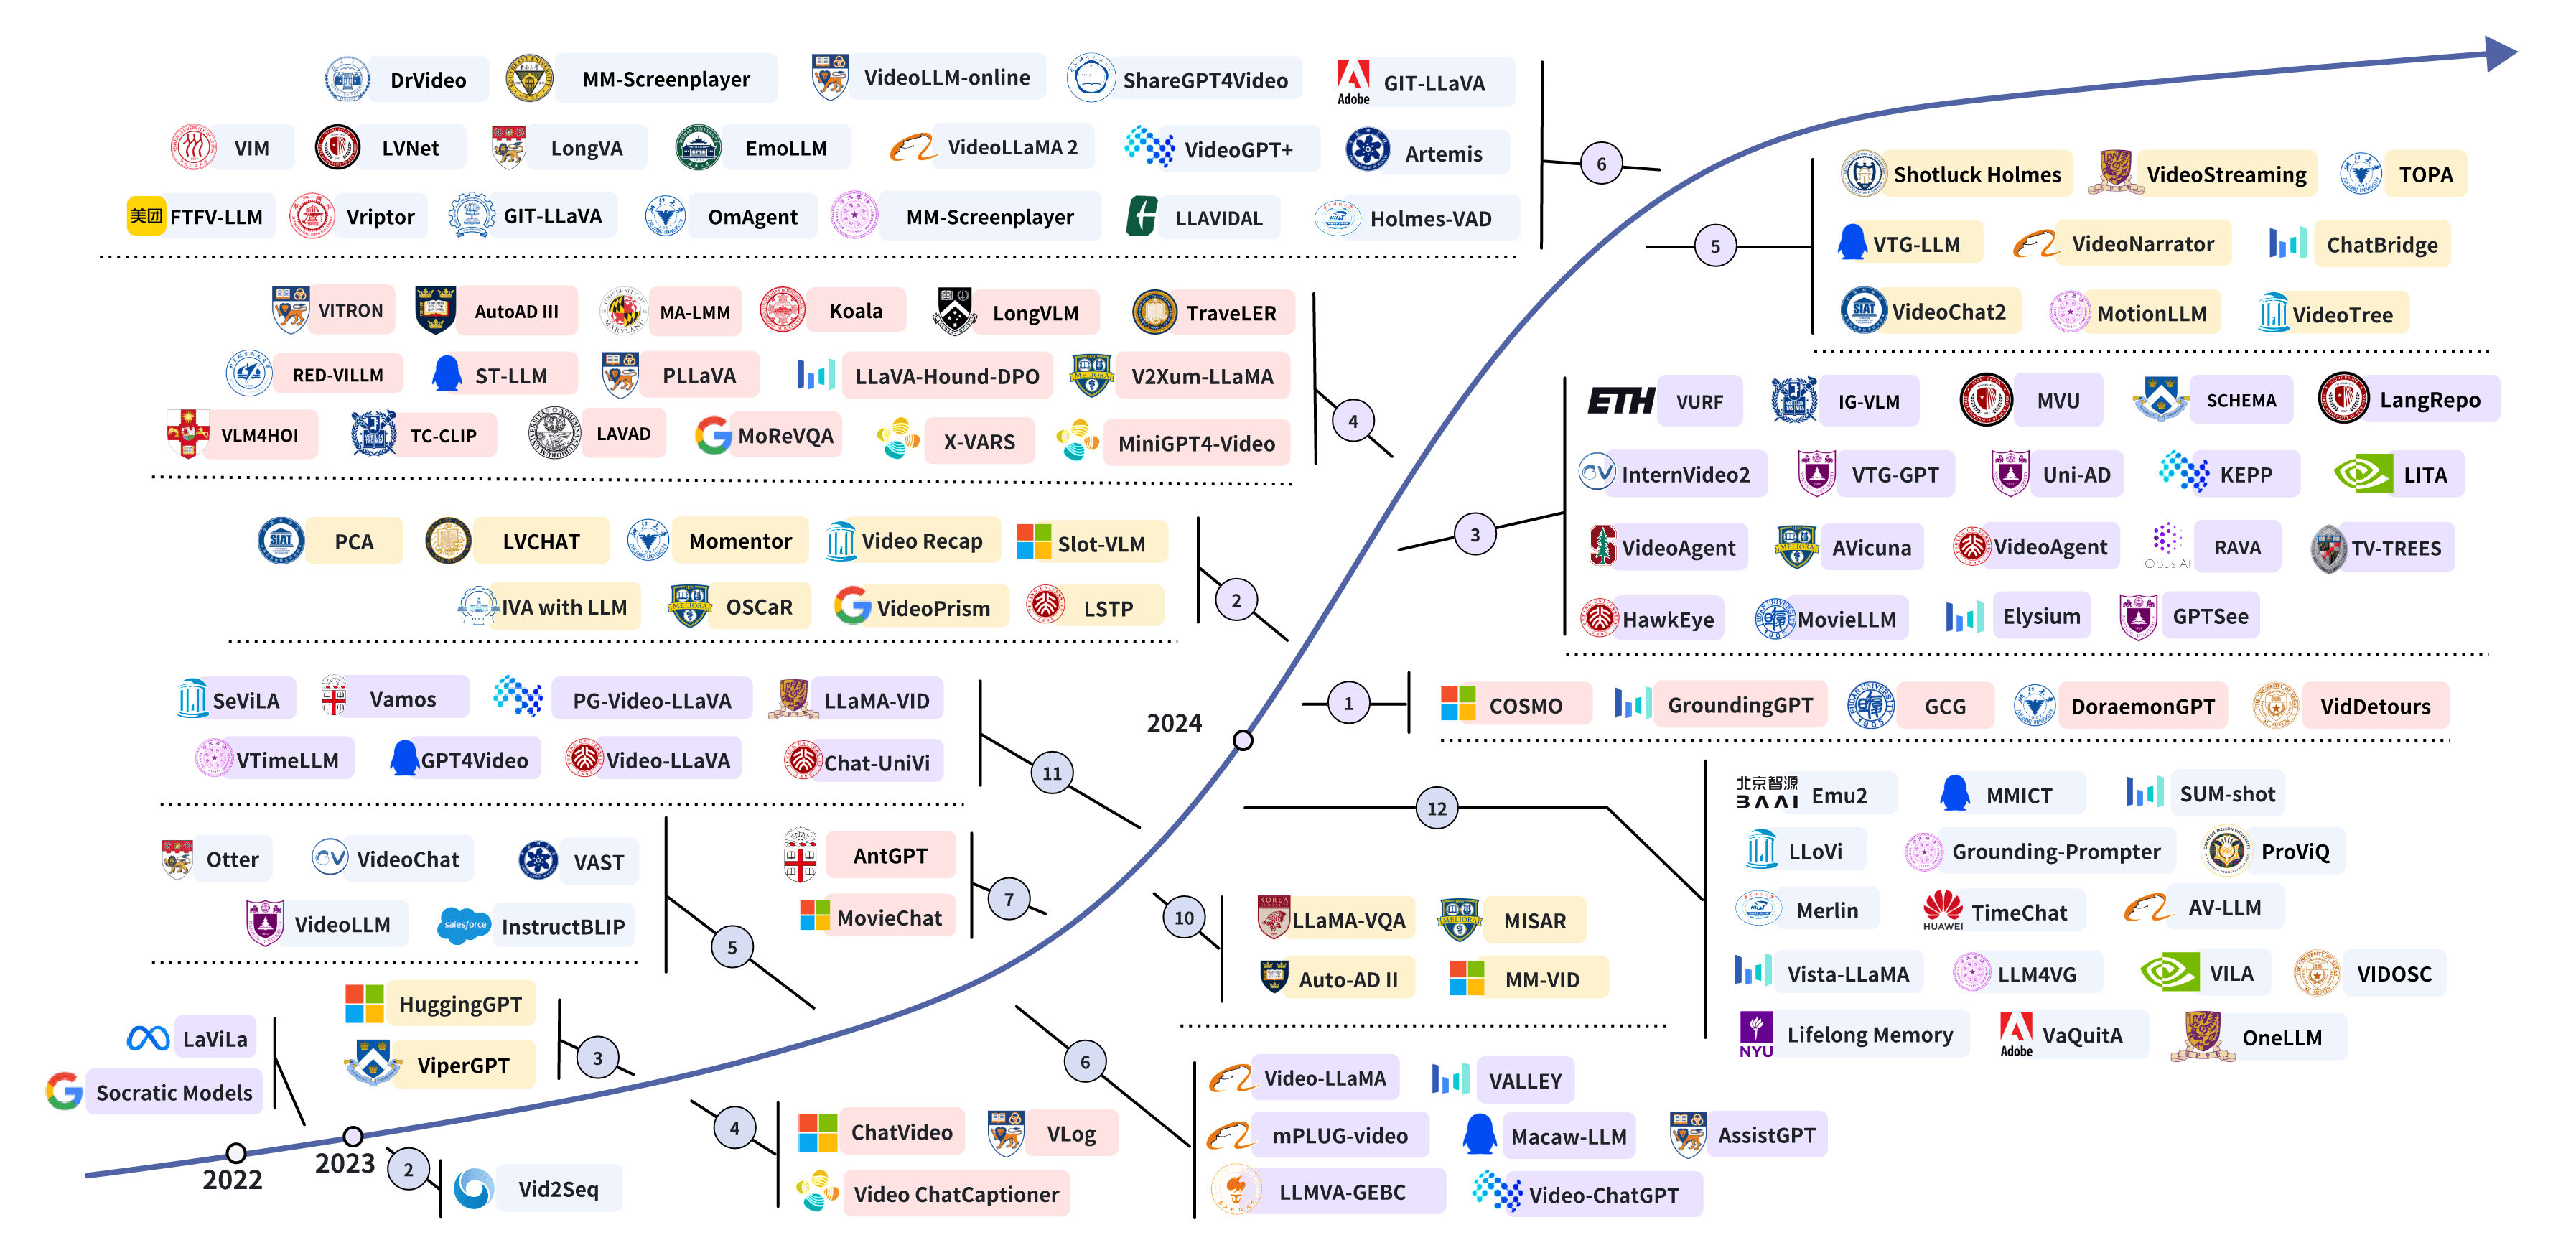 DrVideo
MM-Screenplayer
VideoLLM-online
ShareGPT4Video
Adobe
GIT-LLaVA
VIM
LVNet
LongVA
EmoLLM
VideoLLaMA 2
VideoGPT+
Artemis
美团
FTFV-LLM
Vriptor
GIT-LLaVA
OmAgent
MM-Screenplayer
LLAVIDAL
Holmes-VAD
6
Shotluck Holmes
VideoStreaming
TOPA
VTG-LLM
VideoNarrator
ChatBridge
SIAT
VideoChat2
MotionLLM
VideoTree
5
VITRON
AutoAD III
MA-LMM
Koala
LongVLM
TraveLER
RED-VILLM
ST-LLM
PLLaVA
LLaVA-Hound-DPO
MELIORA
V2Xum-LLaMA
VLM4HOI
TC-CLIP
LAVAD
MoReVQA
X-VARS
MiniGPT4-Video
4
ETH
VURF
IG-VLM
MVU
SCHEMA
LangRepo
InternVideo2
VTG-GPT
Uni-AD
KEPP
LITA
VideoAgent
MELIORA
AVicuna
VideoAgent
Opus AI
RAVA
TV-TREES
HawkEye
MovieLLM
Elysium
GPTSee
3
SIAT
PCA
LVCHAT
Momentor
Video Recap
Slot-VLM
IVA with LLM
MELIORA
OSCaR
VideoPrism
LSTP
2
1
COSMO
GroundingGPT
GCG
DoraemonGPT
VidDetours
SeViLA
Vamos
PG-Video-LLaVA
LLaMA-VID
VTimeLLM
GPT4Video
Video-LLaVA
Chat-UniVi
11
2024
12
北京智源
BAAI
Emu2
MMICT
SUM-shot
LLoVi
Grounding-Prompter
ProViQ
Merlin
HUAWEI
TimeChat
AV-LLM
Vista-LLaMA
LLM4VG
VILA
VIDOSC
NYU
Lifelong Memory
Adobe
VaQuitA
OneLLM
Otter
VideoChat
VAST
VideoLLM
salesforce
InstructBLIP
5
AntGPT
MovieChat
7
10
KOREA
LLaMA-VQA
MELIORA
MISAR
Auto-AD II
MM-VID
LaViLa
Socratic Models
HuggingGPT
ViperGPT
3
6
Video-LLaMA
VALLEY
mPLUG-video
Macaw-LLM
AssistGPT
LLMVA-GEBC
Video-ChatGPT
4
ChatVideo
VLog
Video ChatCaptioner
2022
2023
2
Vid2Seq